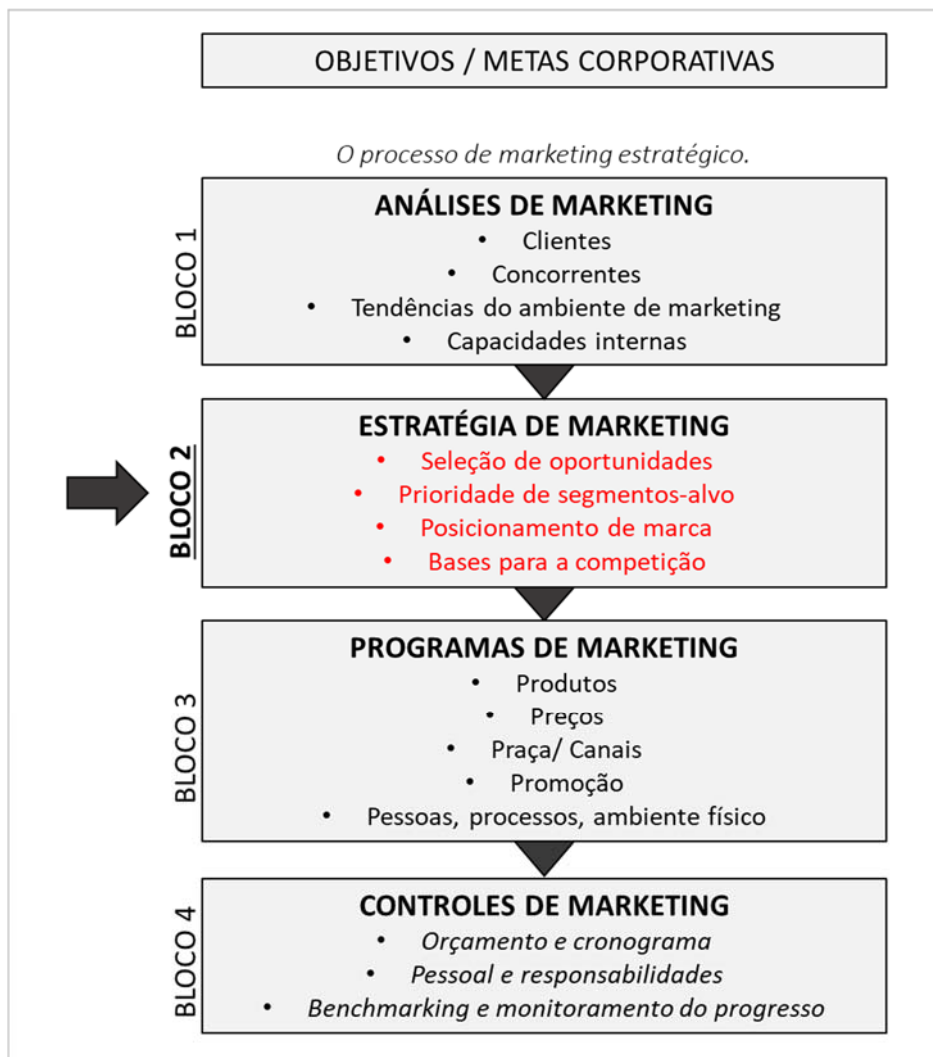 OBJETIVOS / METAS CORPORATIVAS
O processo de marketing estratégico.
BLOCO 1
ANÁLISES DE MARKETING
• Clientes
• Concorrentes
• Tendências do ambiente de marketing
• Capacidades internas
BLOCO 2
ESTRATÉGIA DE MARKETING
• Seleção de oportunidades
• Prioridade de segmentos-alvo
• Posicionamento de marca
• Bases para a competição
BLOCO 3
PROGRAMAS DE MARKETING
• Produtos
• Preços
• Praça/ Canais
• Promoção
• Pessoas, processos, ambiente físico
BLOCO 4
CONTROLES DE MARKETING
• Orçamento e cronograma
• Pessoal e responsabilidades
• Benchmarking e monitoramento do progresso